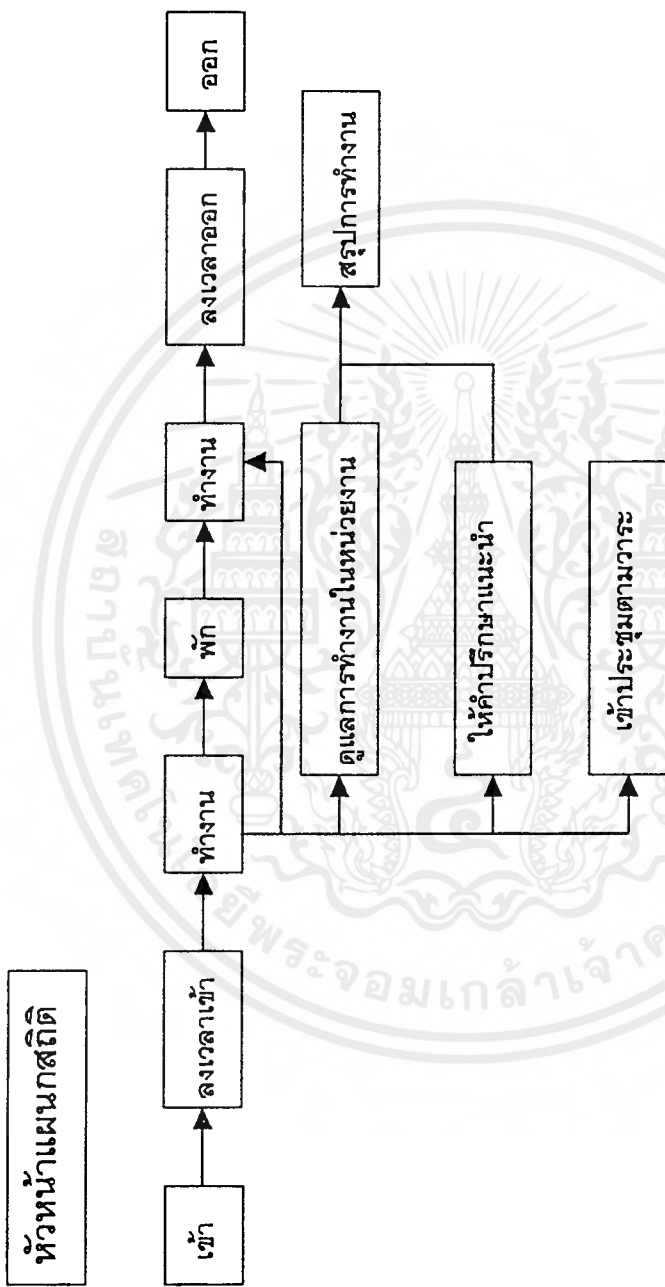 หัวหน้าแผนกสถิติ
เข้า
ลงเวลาเข้า
ทำงาน
พัก
ทำงาน
ลงเวลาออก
ออก
ดูแลการทำงานในหน่วยงาน
สรุปการทำงาน
ให้คำปรึกษาแนะนำ
เข้าประชุมตามวาระ